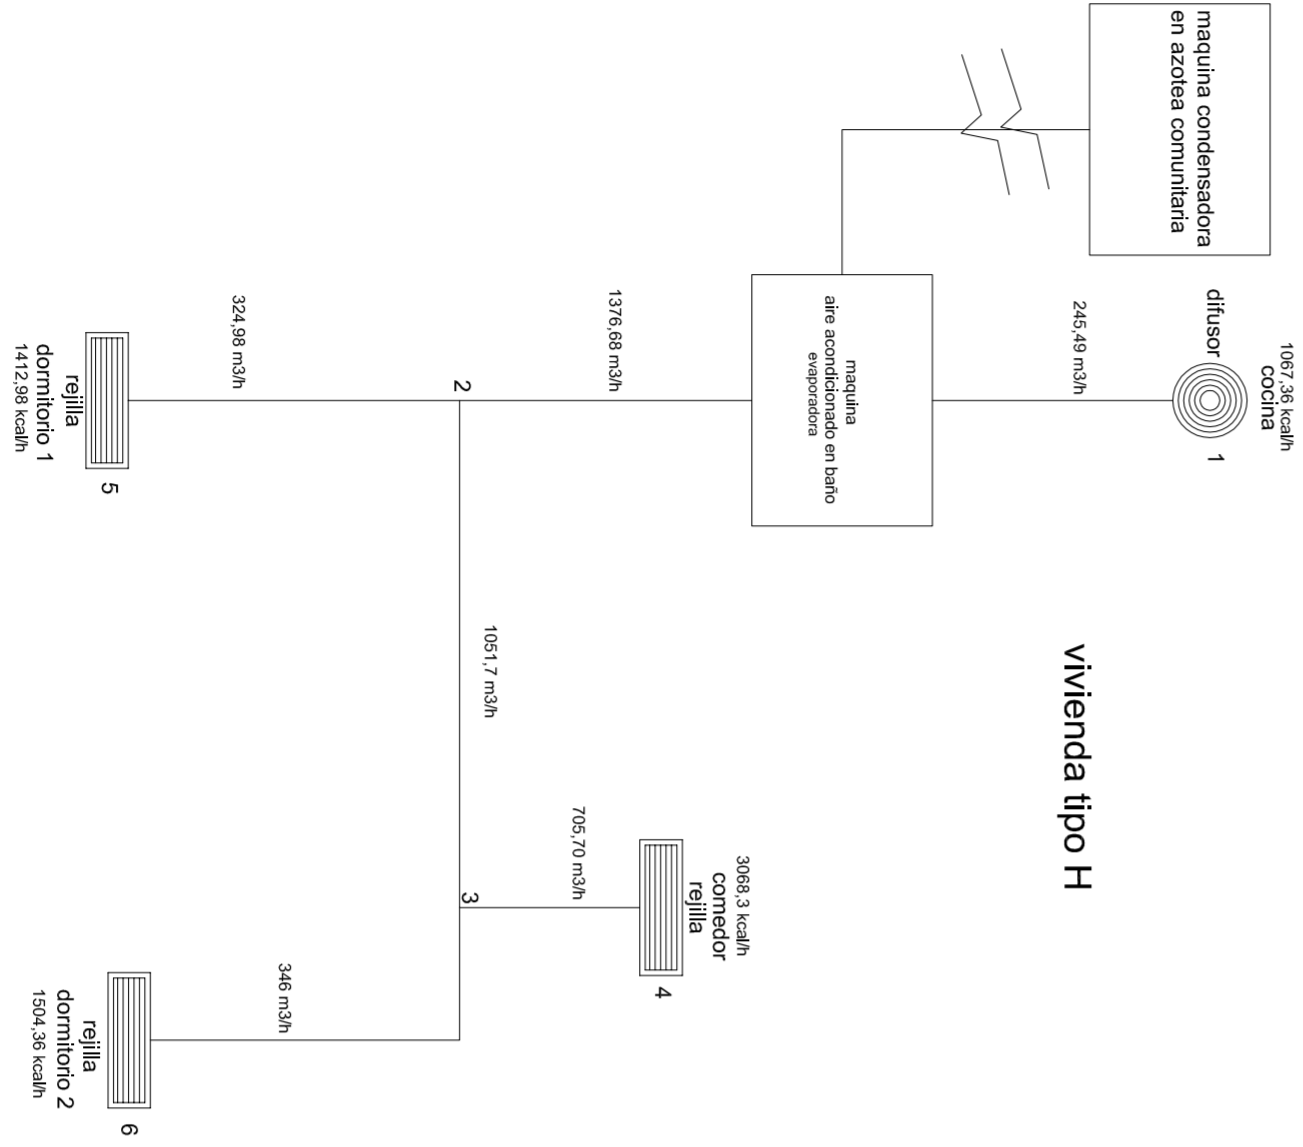 maquina condensadora
en azotea comunitaria
1067,36 kcal/h
cocina
difusor
1
245,49 m3/h
maquina
aire acondicionado en baño
evaporadora
1376,68 m3/h
2
324,98 m3/h
rejilla
dormitorio 1
1412,98 kcal/h
5
vivienda tipo H
1051,7 m3/h
3068,3 kcal/h
comedor
rejilla
4
705,70 m3/h
3
346 m3/h
rejilla
dormitorio 2
1504,36 kcal/h
6